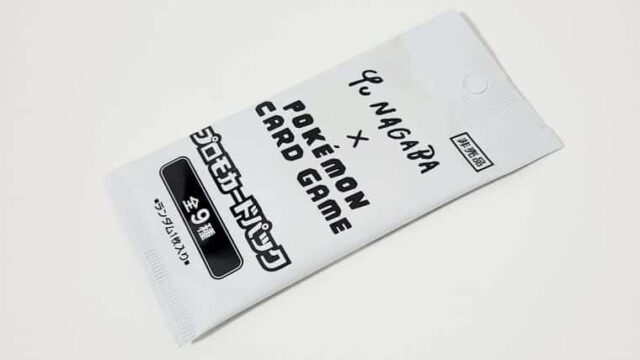 YU NAGABA
×
POKÉMON
CARD GAME
非売品
プロモカードパック
全9種
■ランダム1枚入り■